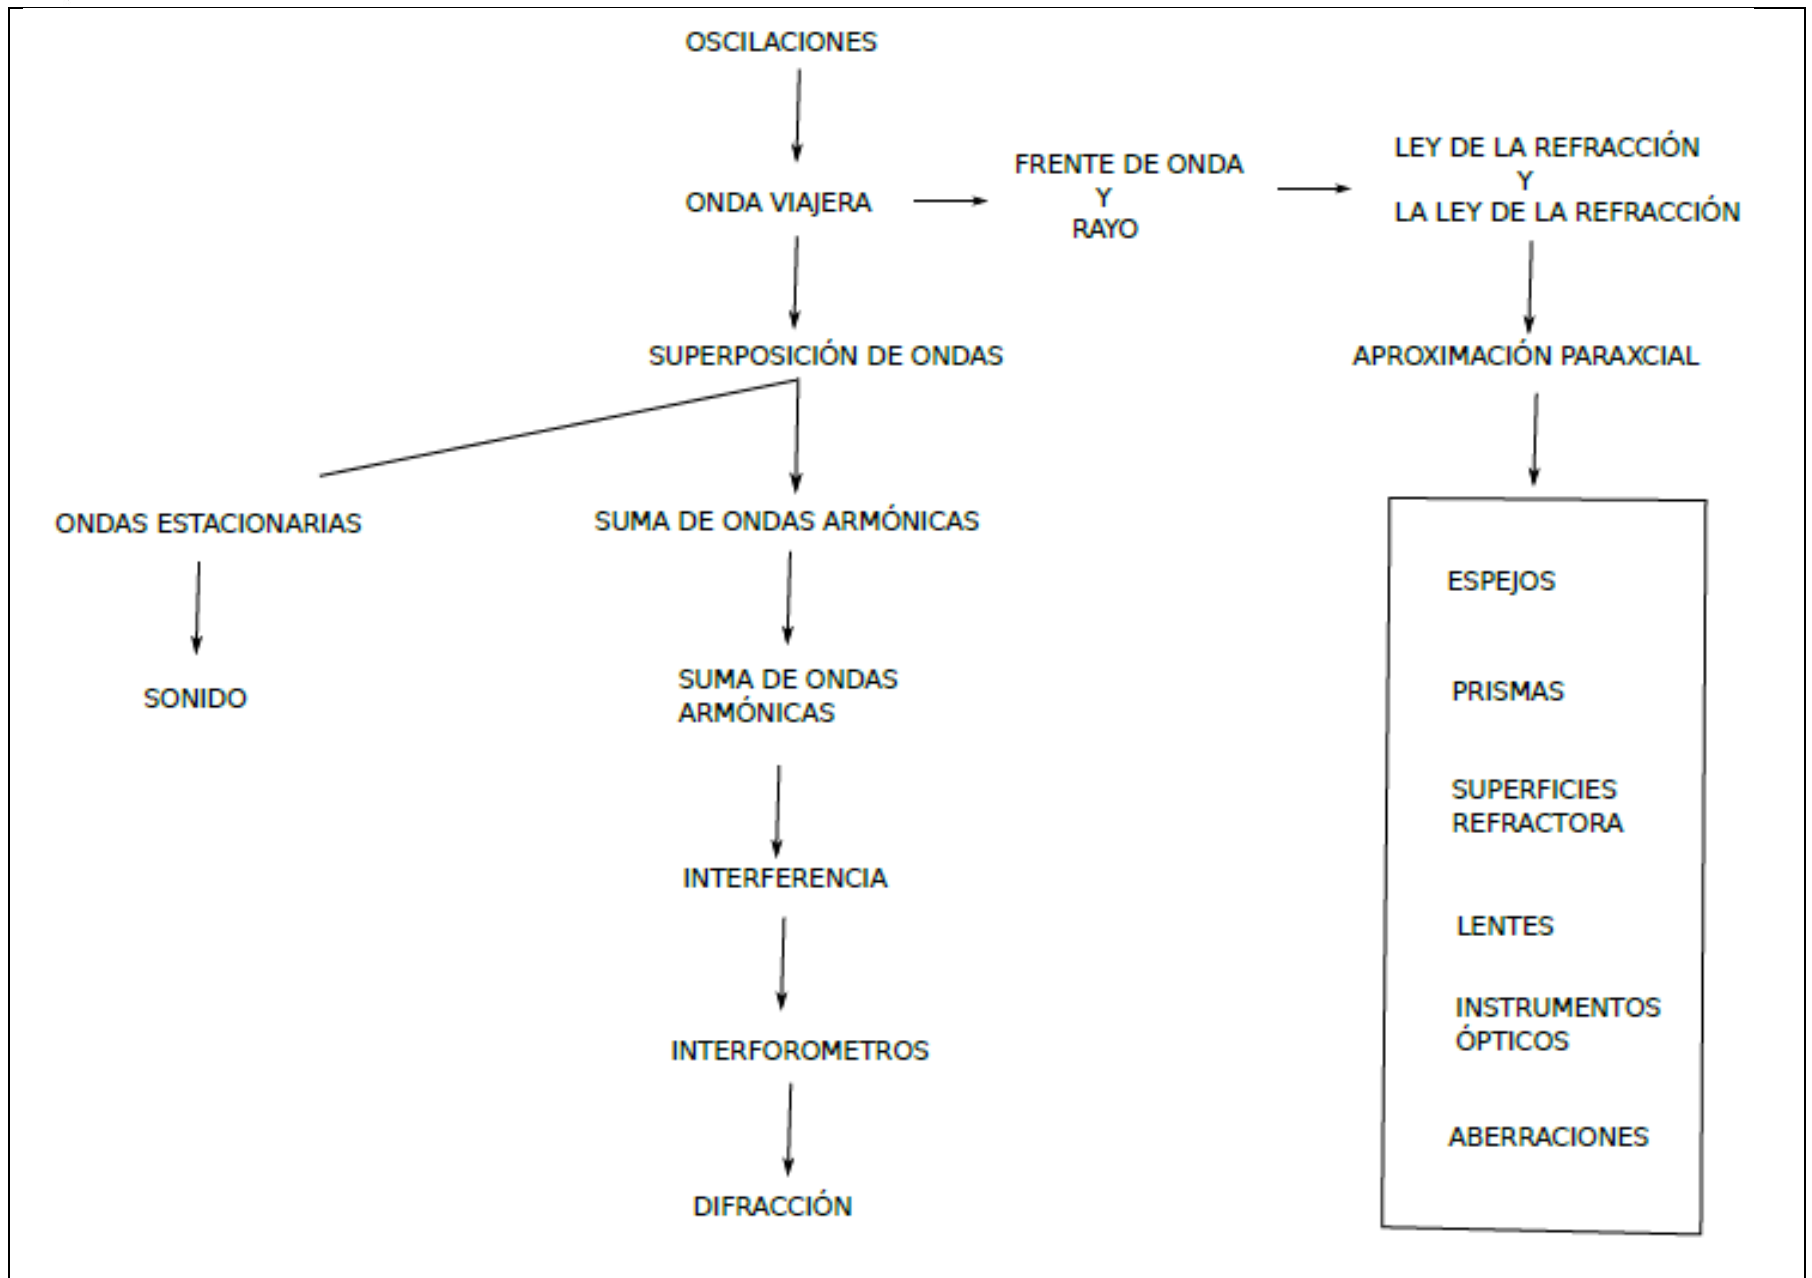 OSCILACIONES
ONDA VIAJERA
FRENTE DE ONDA
Y
RAYO
LEY DE LA REFRACCIÓN
Y
LA LEY DE LA REFRACCIÓN
SUPERPOSICIÓN DE ONDAS
APROXIMACIÓN PARAXCIAL
ONDAS ESTACIONARIAS
SUMA DE ONDAS ARMÓNICAS
SONIDO
SUMA DE ONDAS
ARMÓNICAS
INTERFERENCIA
INTERFOROMETROS
DIFRACCIÓN
ESPEJOS
PRISMAS
SUPERFICIES
REFRACTORA
LENTES
INSTRUMENTOS
ÓPTICOS
ABERRACIONES